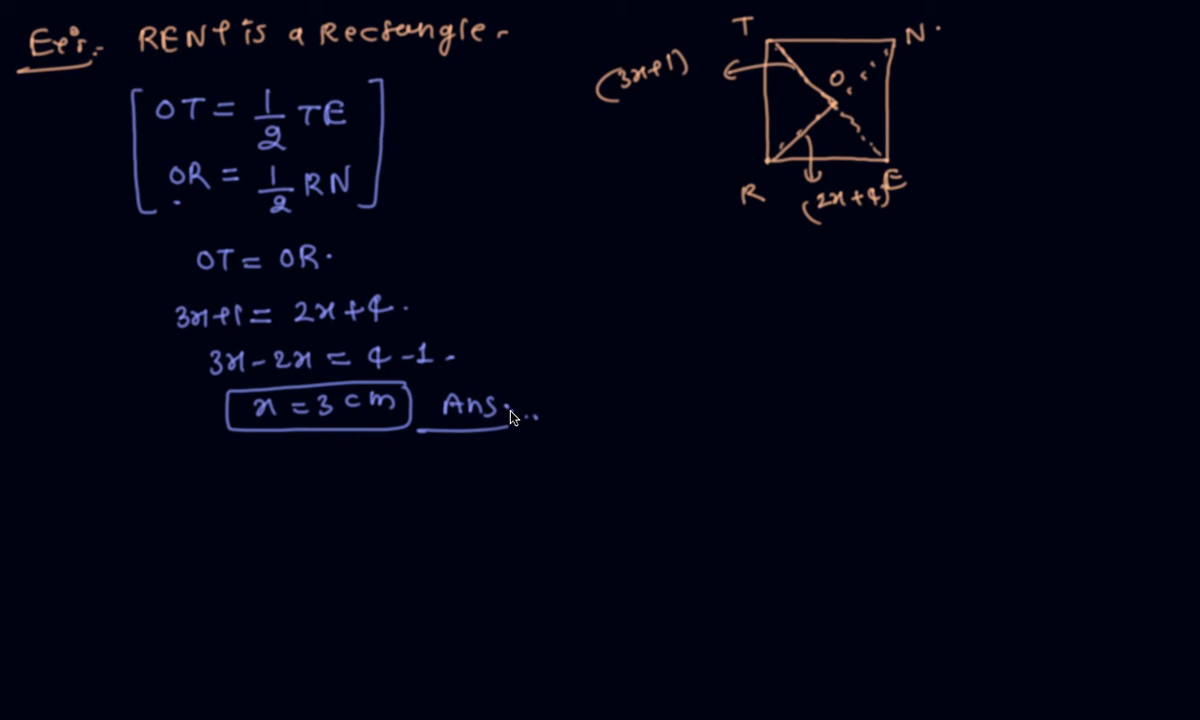 Exp:. RENT is a Rectangle.
OT = 1/2 TE
OR = 1/2 RN
OT = OR.
3x+1 = 2x+4.
3x-2x = 4-1.
x = 3 cm Ans...
T N.
(3x+1) O
R (2x+4) E